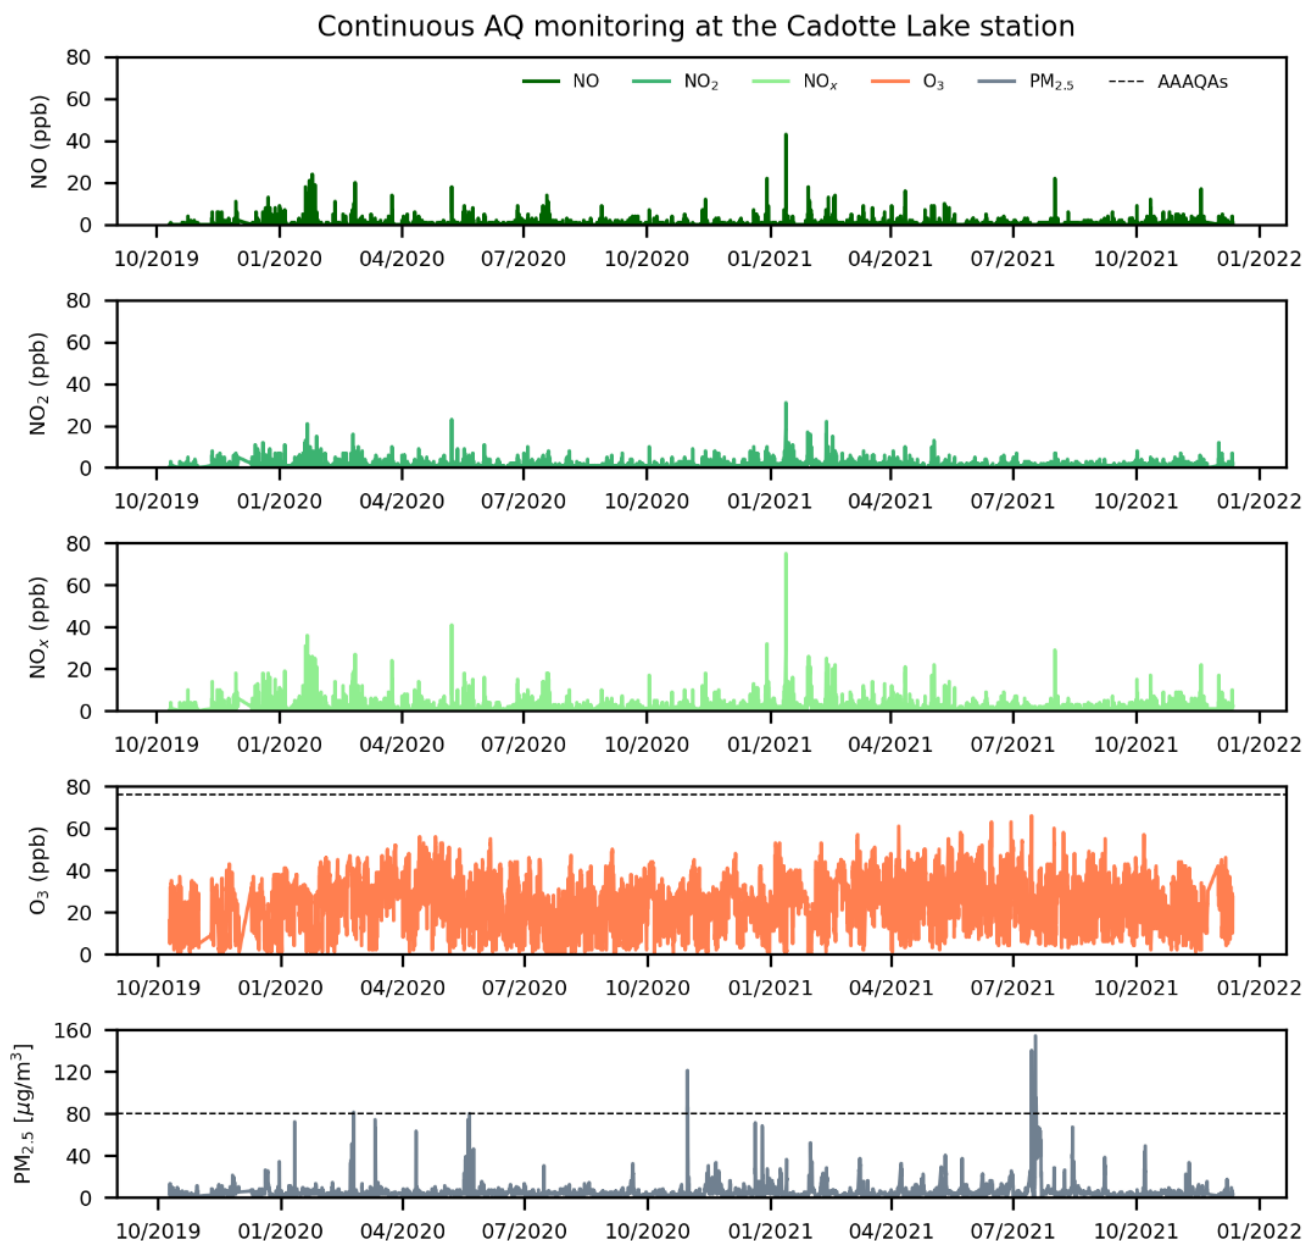 Continuous AQ monitoring at the Cadotte Lake station
80
60
40
20
0
NO (ppb)
NO NO₂ NOₓ O₃ PM₂.₅ AAAQAs
10/2019 01/2020 04/2020 07/2020 10/2020 01/2021 04/2021 07/2021 10/2021 01/2022
80
60
40
20
0
NO₂ (ppb)
10/2019 01/2020 04/2020 07/2020 10/2020 01/2021 04/2021 07/2021 10/2021 01/2022
80
60
40
20
0
NOₓ (ppb)
10/2019 01/2020 04/2020 07/2020 10/2020 01/2021 04/2021 07/2021 10/2021 01/2022
80
60
40
20
0
O₃ (ppb)
10/2019 01/2020 04/2020 07/2020 10/2020 01/2021 04/2021 07/2021 10/2021 01/2022
160
120
80
40
0
PM₂.₅ [μg/m³]
10/2019 01/2020 04/2020 07/2020 10/2020 01/2021 04/2021 07/2021 10/2021 01/2022